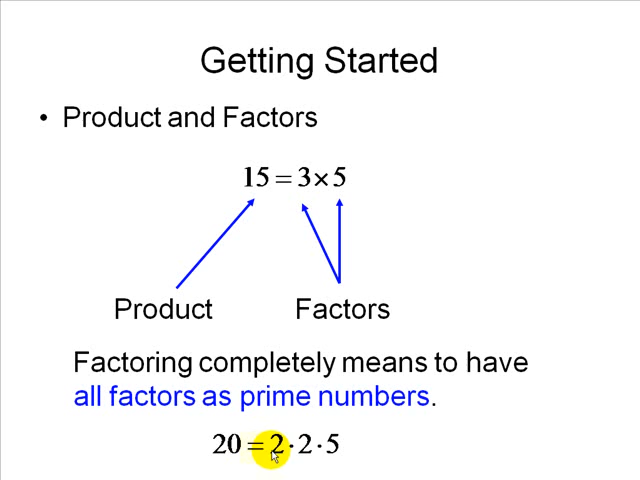 Getting Started
• Product and Factors
15 = 3 × 5
Product Factors
Factoring completely means to have
all factors as prime numbers.
20 = 2 · 2 · 5